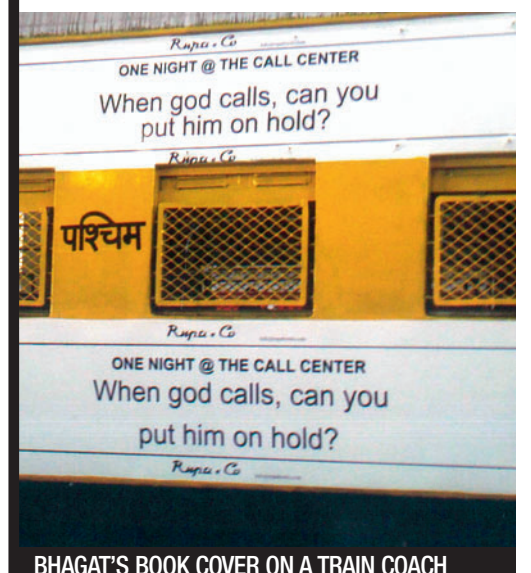 Rupa & Co
ONE NIGHT @ THE CALL CENTER
When god calls, can you
put him on hold?
Rupa & Co
पश्चिम
Rupa & Co
ONE NIGHT @ THE CALL CENTER
When god calls, can you
put him on hold?
Rupa & Co
BHAGAT'S BOOK COVER ON A TRAIN COACH